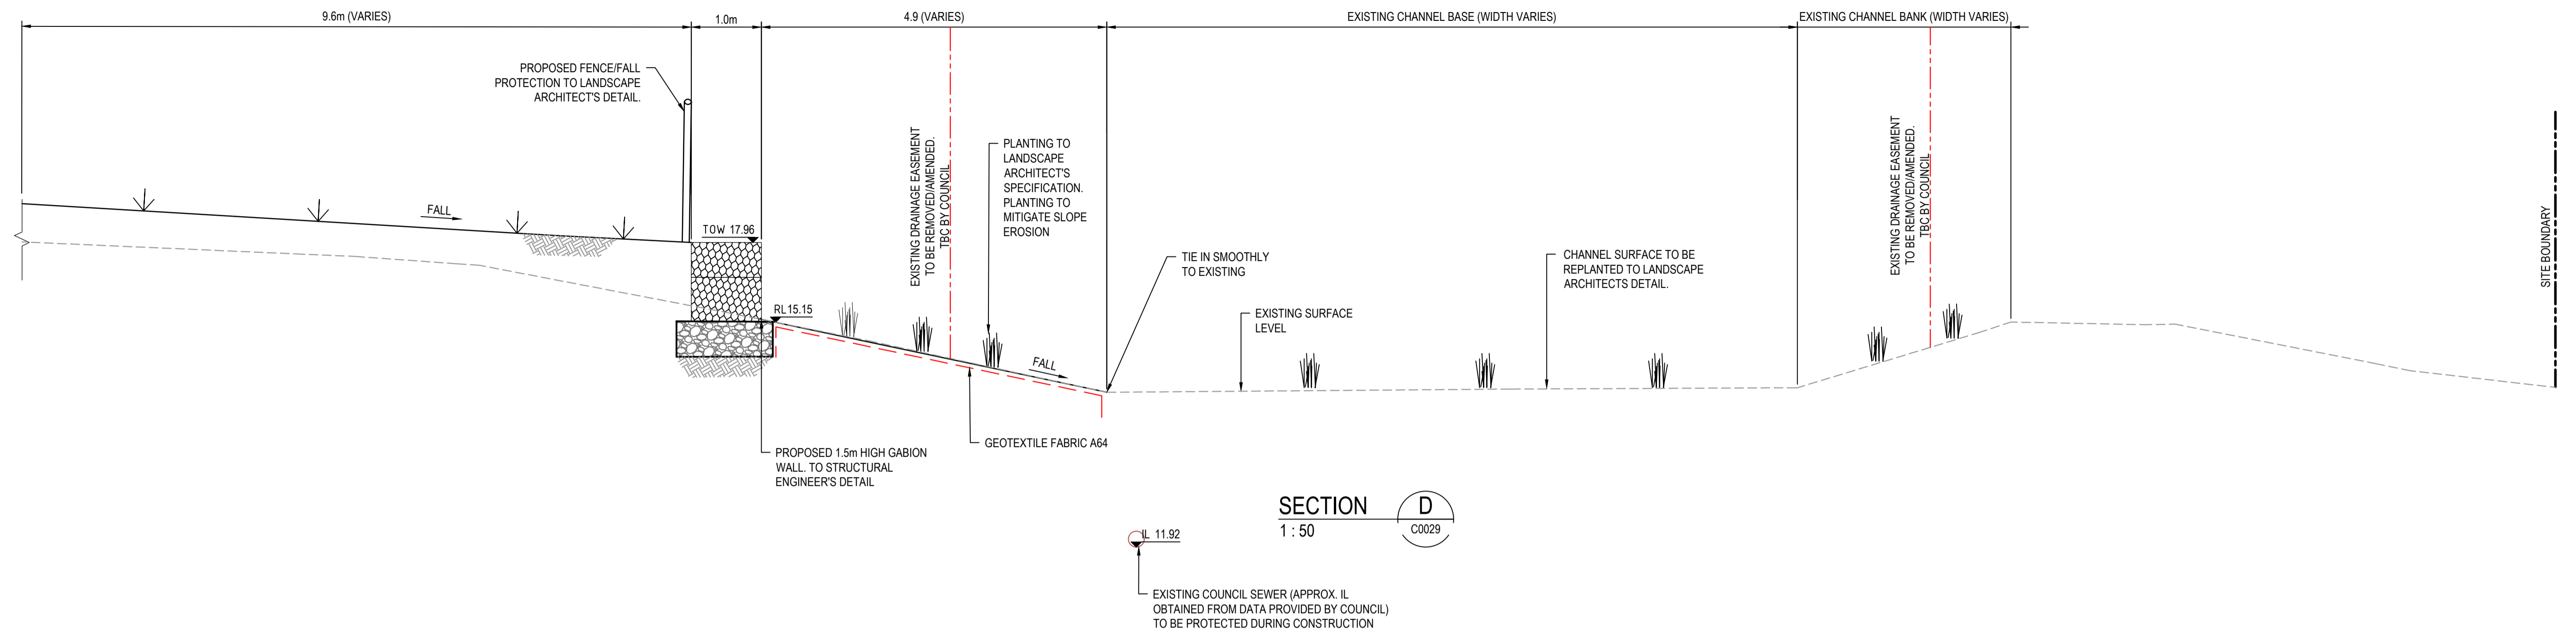 9.6m (VARIES)
1.0m
4.9 (VARIES)
EXISTING CHANNEL BASE (WIDTH VARIES)
EXISTING CHANNEL BANK (WIDTH VARIES)
PROPOSED FENCE/FALL
PROTECTION TO LANDSCAPE
ARCHITECT'S DETAIL.
FALL
TOW 17.96
EXISTING DRAINAGE EASEMENT
TO BE REMOVED/AMENDED.
TBC BY COUNCIL
PLANTING TO
LANDSCAPE
ARCHITECT'S
SPECIFICATION.
PLANTING TO
MITIGATE SLOPE
EROSION
TIE IN SMOOTHLY
TO EXISTING
EXISTING SURFACE
LEVEL
CHANNEL SURFACE TO BE
REPLANTED TO LANDSCAPE
ARCHITECTS DETAIL.
EXISTING DRAINAGE EASEMENT
TO BE REMOVED/AMENDED.
TBC BY COUNCIL
SITE BOUNDARY
RL15.15
FALL
GEOTEXTILE FABRIC A64
PROPOSED 1.5m HIGH GABION
WALL. TO STRUCTURAL
ENGINEER'S DETAIL
SECTION
1 : 50
D
C0029
IL 11.92
EXISTING COUNCIL SEWER (APPROX. IL
OBTAINED FROM DATA PROVIDED BY COUNCIL)
TO BE PROTECTED DURING CONSTRUCTION